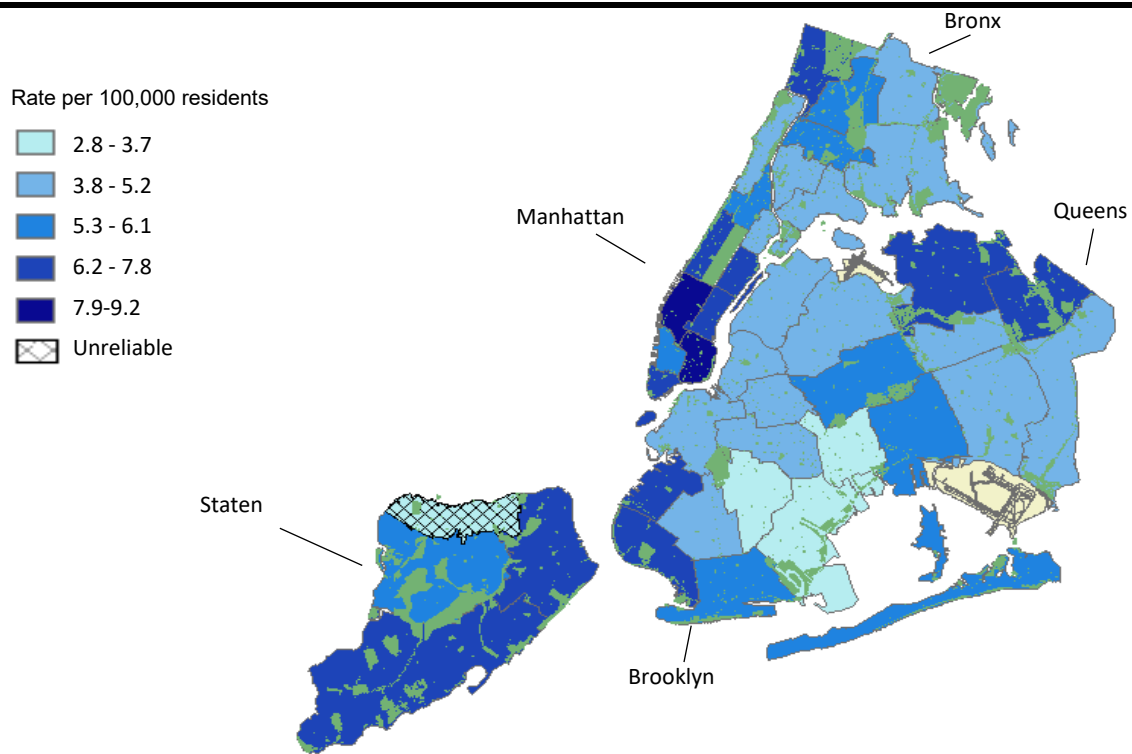 Bronx
Rate per 100,000 residents
2.8 - 3.7
3.8 - 5.2
5.3 - 6.1
6.2 - 7.8
7.9-9.2
Unreliable
Manhattan
Queens
Staten
Brooklyn